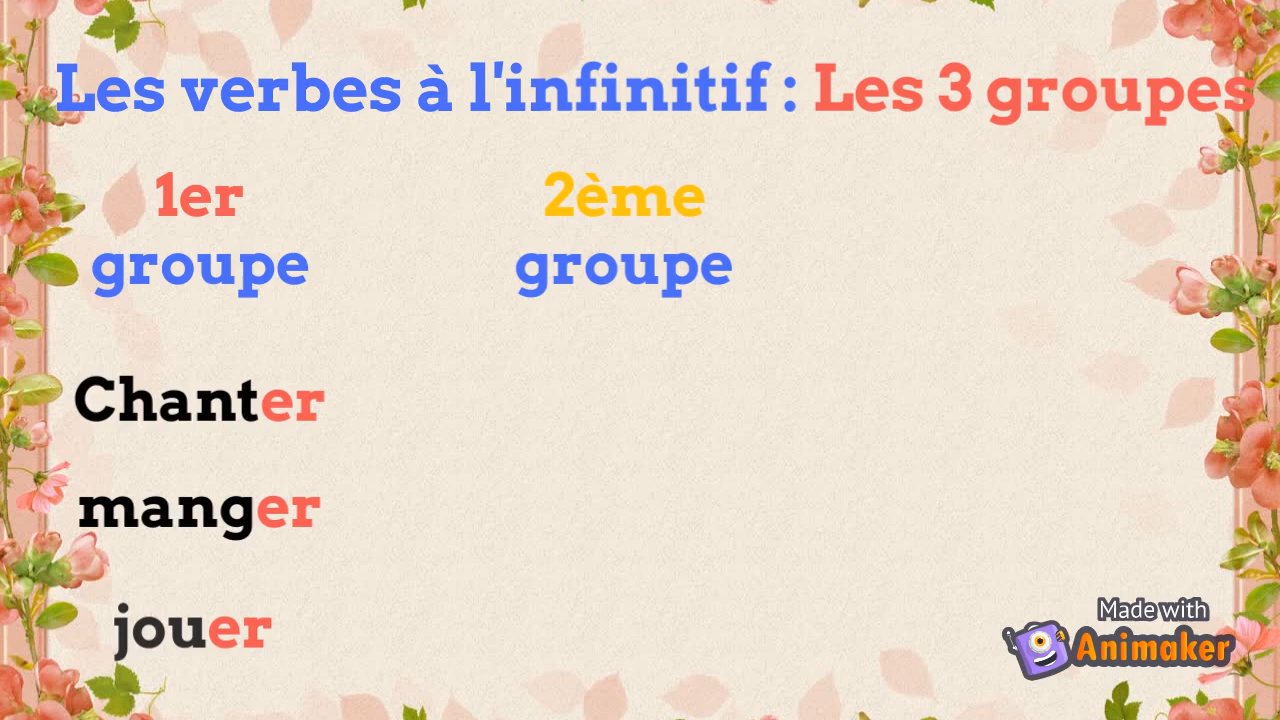 Les verbes à l'infinitif : Les 3 groupes
1er
groupe
2ème
groupe
Chanter
manger
jouer
Made with
Animaker